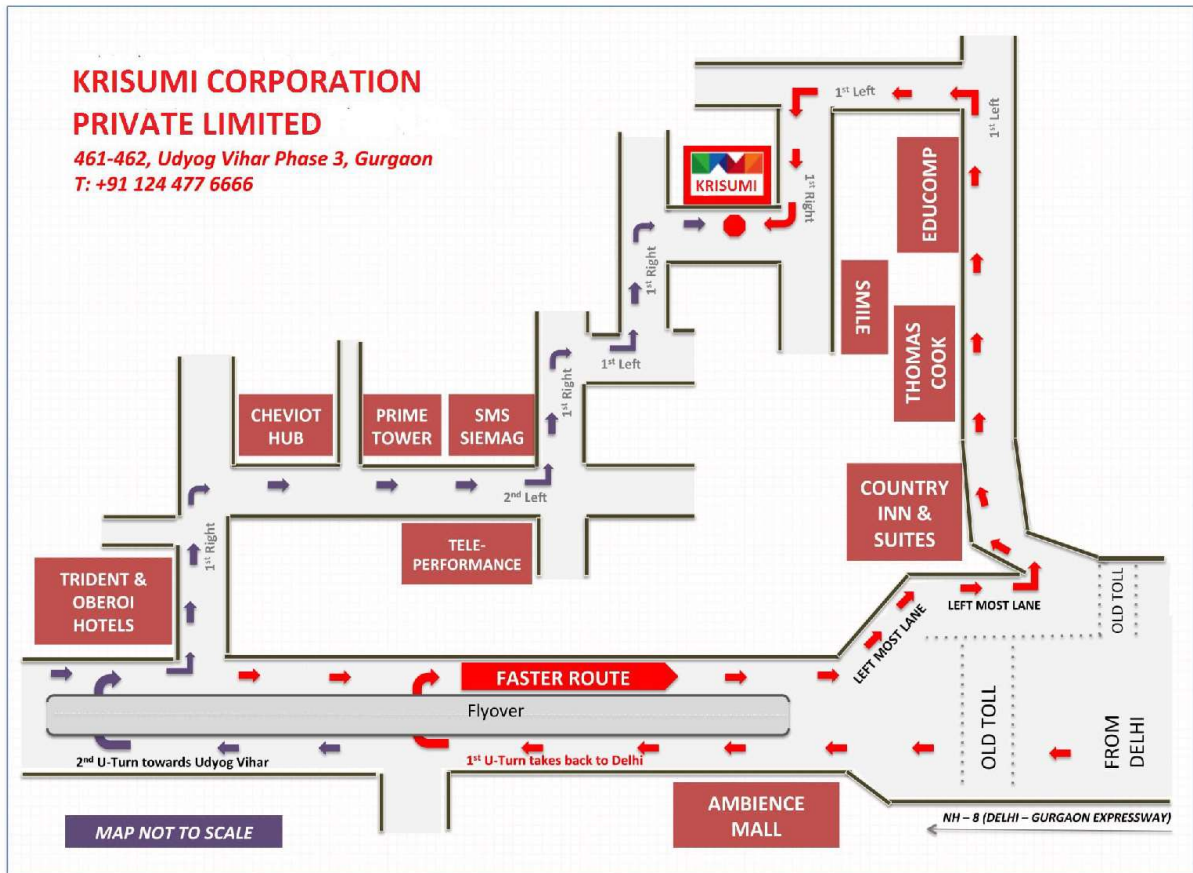 KRISUMI CORPORATION
PRIVATE LIMITED
461-462, Udyog Vihar Phase 3, Gurgaon
T: +91 124 477 6666
1st Left
1st Left
KRISUMI
1st Right
EDUCOMP
1st Right
SMILE
THOMAS
COOK
1st Left
1st Right
CHEVIOT
HUB
PRIME
TOWER
SMS
SIEMAG
2nd Left
COUNTRY
INN &
SUITES
1st Right
TELE-
PERFORMANCE
TRIDENT &
OBEROI
HOTELS
LEFT MOST LANE
LEFT MOST LANE
OLD TOLL
FASTER ROUTE
Flyover
OLD TOLL
FROM
DELHI
2nd U-Turn towards Udyog Vihar
1st U-Turn takes back to Delhi
AMBIENCE
MALL
MAP NOT TO SCALE
NH – 8 (DELHI – GURGAON EXPRESSWAY)